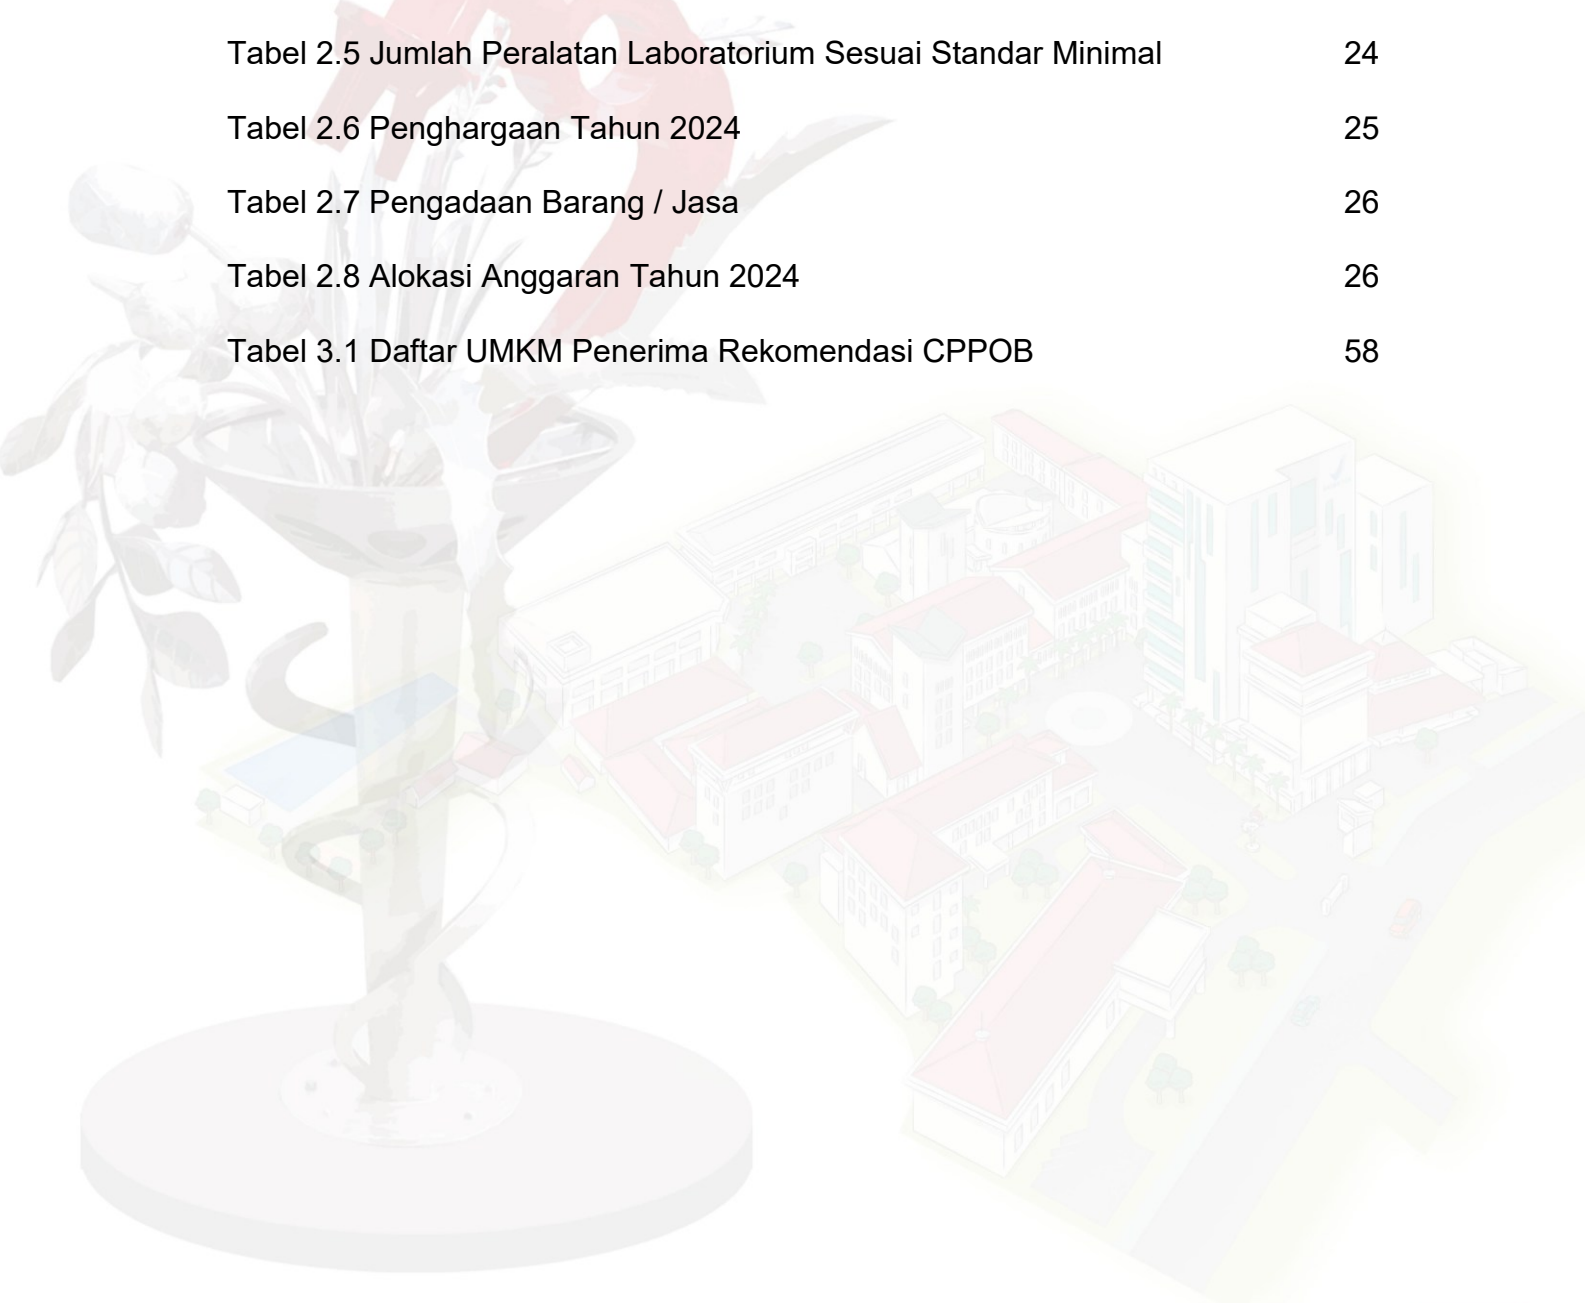 Tabel 2.5 Jumlah Peralatan Laboratorium Sesuai Standar Minimal 24
Tabel 2.6 Penghargaan Tahun 2024 25
Tabel 2.7 Pengadaan Barang / Jasa 26
Tabel 2.8 Alokasi Anggaran Tahun 2024 26
Tabel 3.1 Daftar UMKM Penerima Rekomendasi CPPOB 58